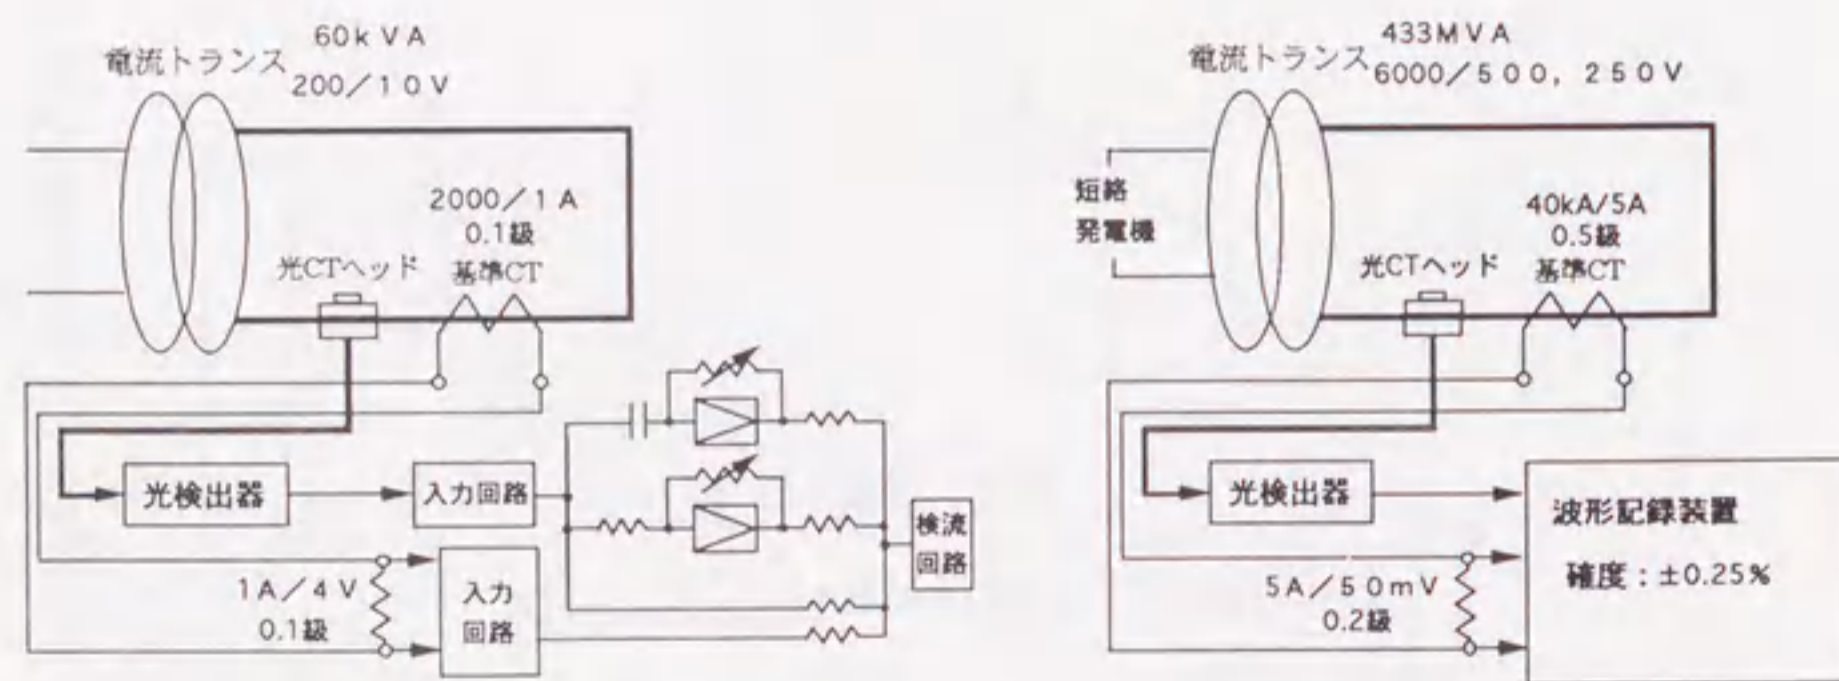 60kVA
電流トランス
200/10V
2000/1A
0.1級
光CTヘッド
基準CT
光検出器
入力回路
検流
回路
1A/4V
0.1級
入力
回路
433MVA
電流トランス
6000/500, 250V
短絡
発電機
40kA/5A
0.5級
光CTヘッド
基準CT
光検出器
波形記録装置
確度:±0.25%
5A/50mV
0.2級